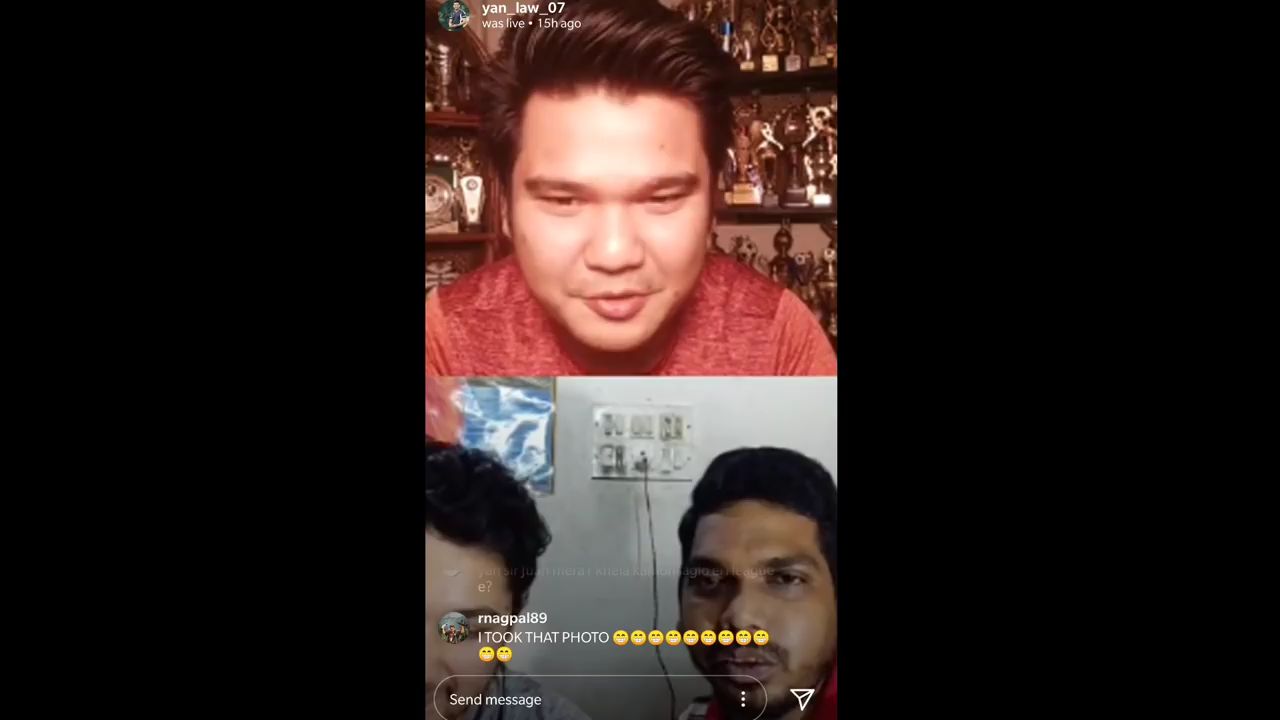 yan_law_07
was live • 15h ago
e?
rnagpal89
I TOOK THAT PHOTO 😁😁😁😁😁😁😁😁😁
😁😁
Send message